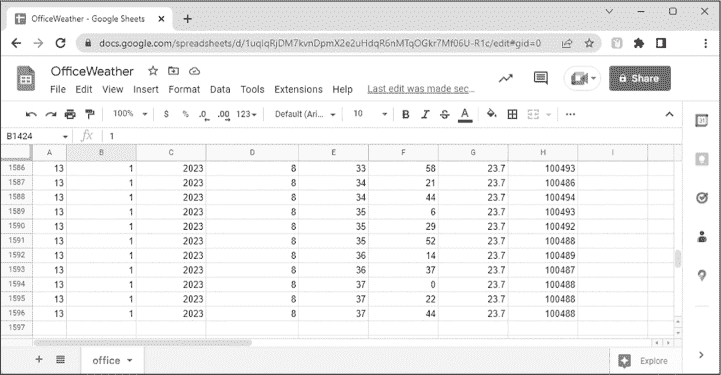 OfficeWeather - Google Sheets
docs.google.com/spreadsheets/d/1uqIqRjDM7kvnDpmX2e2uHdqR6nMTqOGkr7Mf06U-R1c/edit#gid=0
OfficeWeather
File Edit View Insert Format Data Tools Extensions Help Last edit was made sec...
Share
100% $ % .0 .00 123 Default (Ari... 10 B I S A
B1424 fx 1
A B C D E F G H I
1586 13 1 2023 8 33 58 23.7 100493
1587 13 1 2023 8 34 21 23.7 100486
1588 13 1 2023 8 34 44 23.7 100494
1589 13 1 2023 8 35 6 23.7 100493
1590 13 1 2023 8 35 29 23.7 100492
1591 13 1 2023 8 35 52 23.7 100488
1592 13 1 2023 8 36 14 23.7 100489
1593 13 1 2023 8 36 37 23.7 100487
1594 13 1 2023 8 37 0 23.7 100488
1595 13 1 2023 8 37 22 23.7 100488
1596 13 1 2023 8 37 44 23.7 100488
1597
office Explore